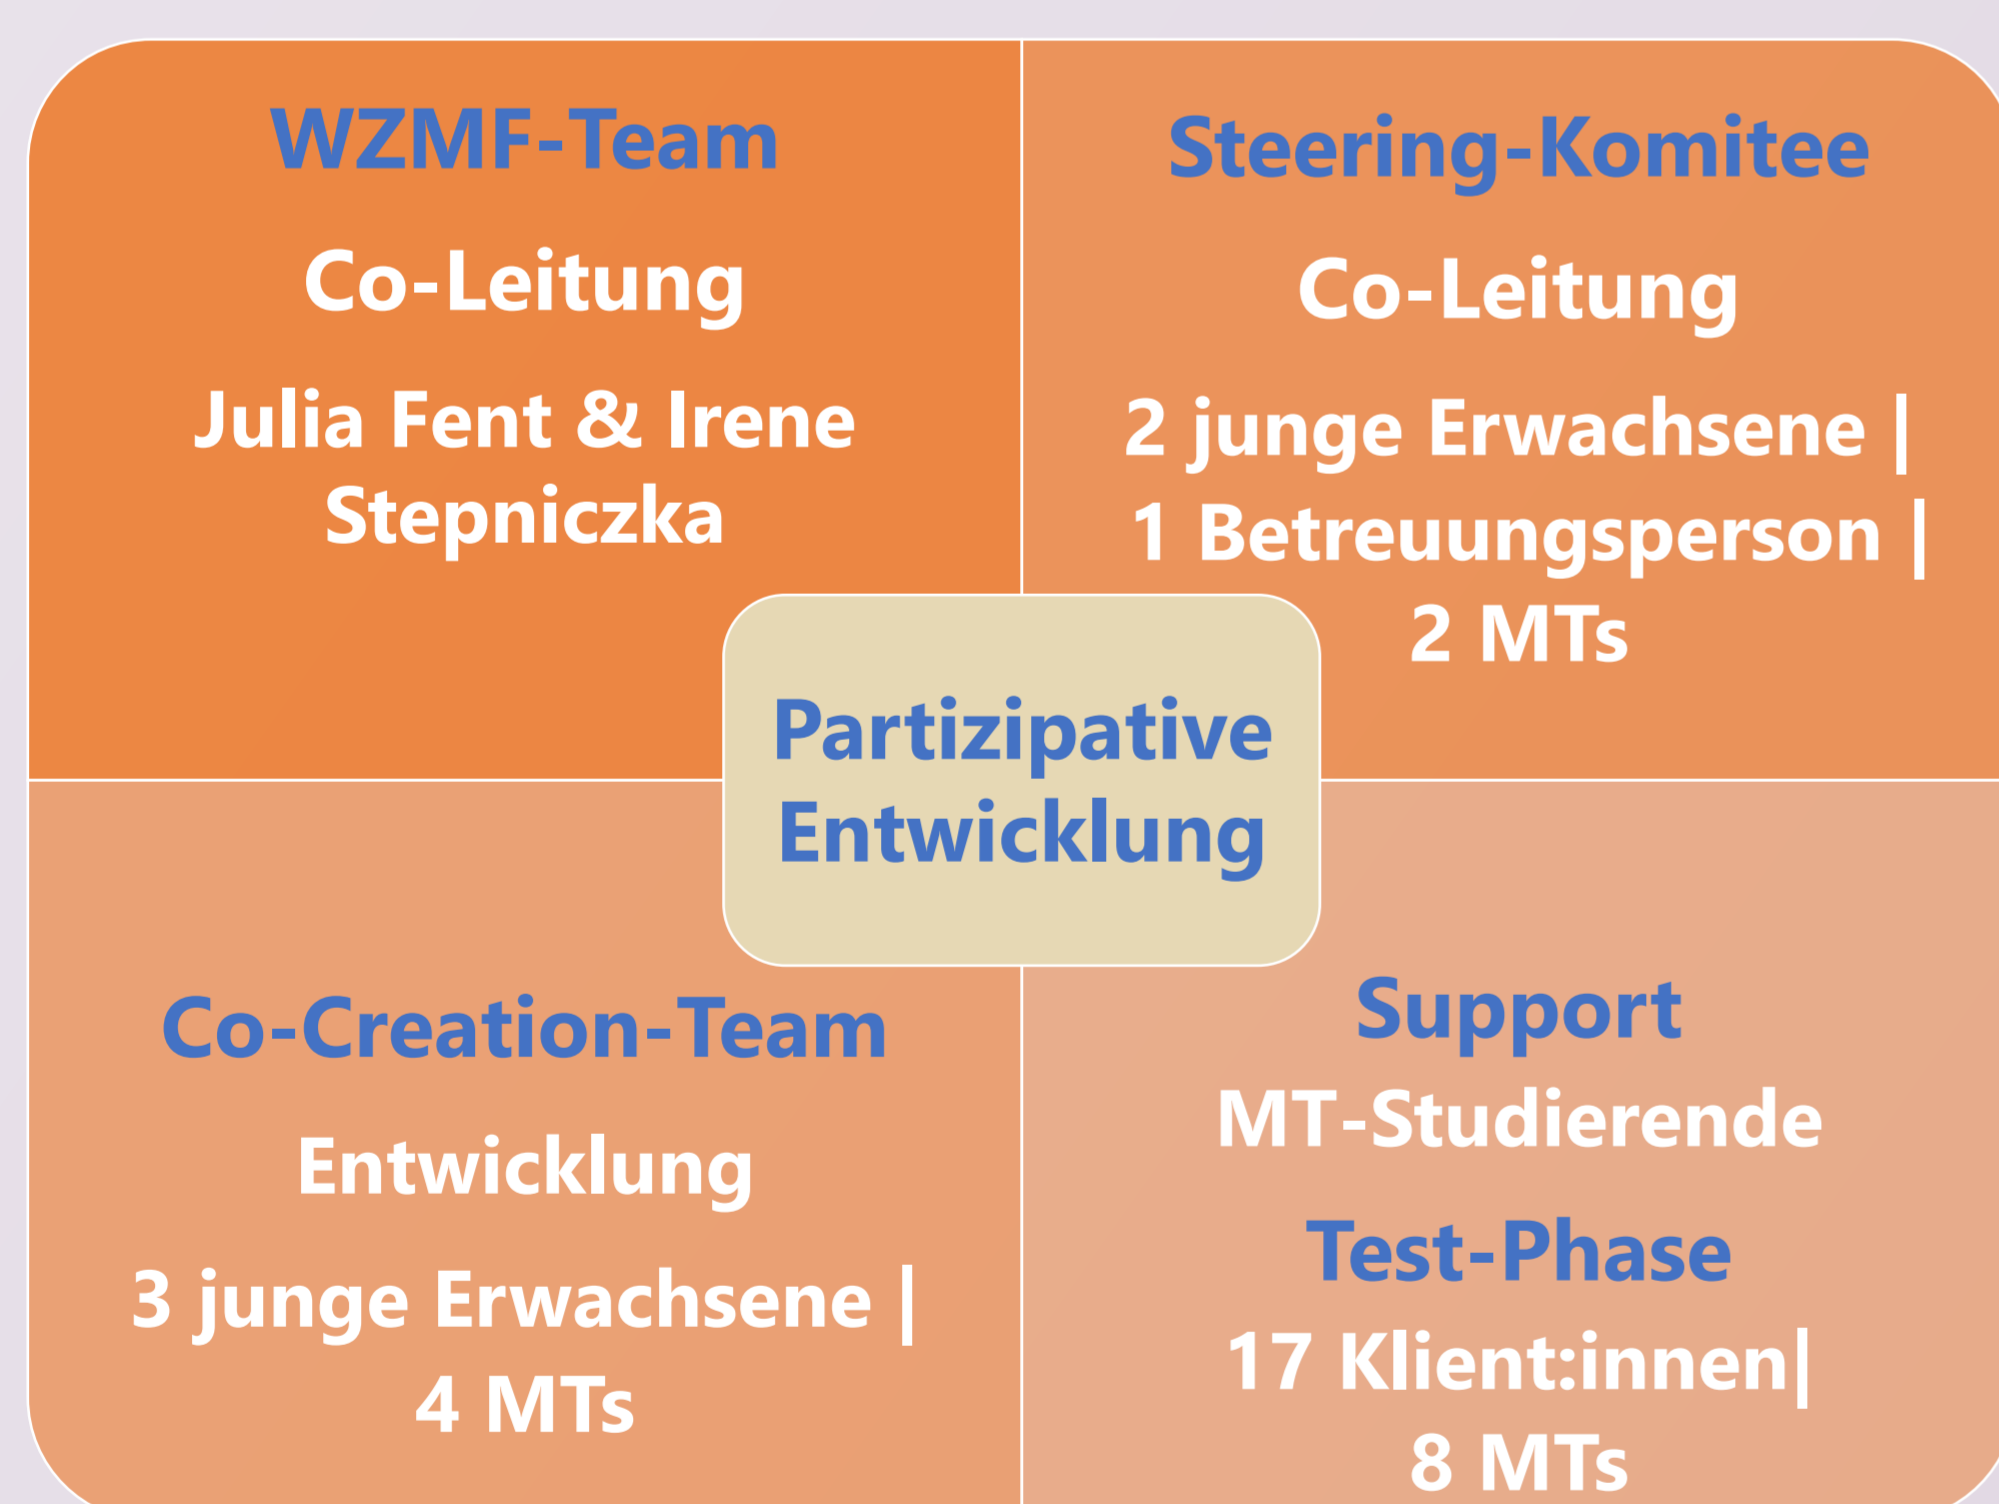 WZMF-Team
Co-Leitung
Julia Fent & Irene
Stepniczka
Steering-Komitee
Co-Leitung
2 junge Erwachsene |
1 Betreuungsperson |
2 MTs
Partizipative
Entwicklung
Co-Creation-Team
Entwicklung
3 junge Erwachsene |
4 MTs
Support
MT-Studierende
Test-Phase
17 Klient:innen|
8 MTs